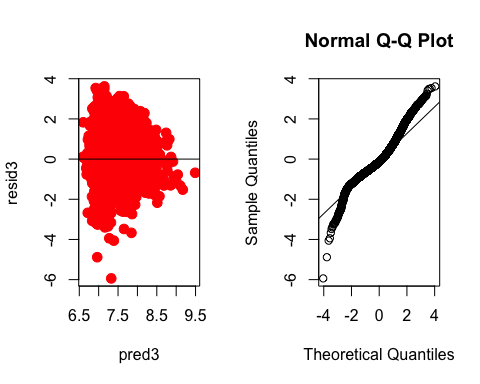 resid3
4
2
0
-2
-4
-6
6.5 7.5 8.5 9.5
pred3
Normal Q-Q Plot
Sample Quantiles
4
2
0
-2
-4
-6
-4 -2 0 2 4
Theoretical Quantiles